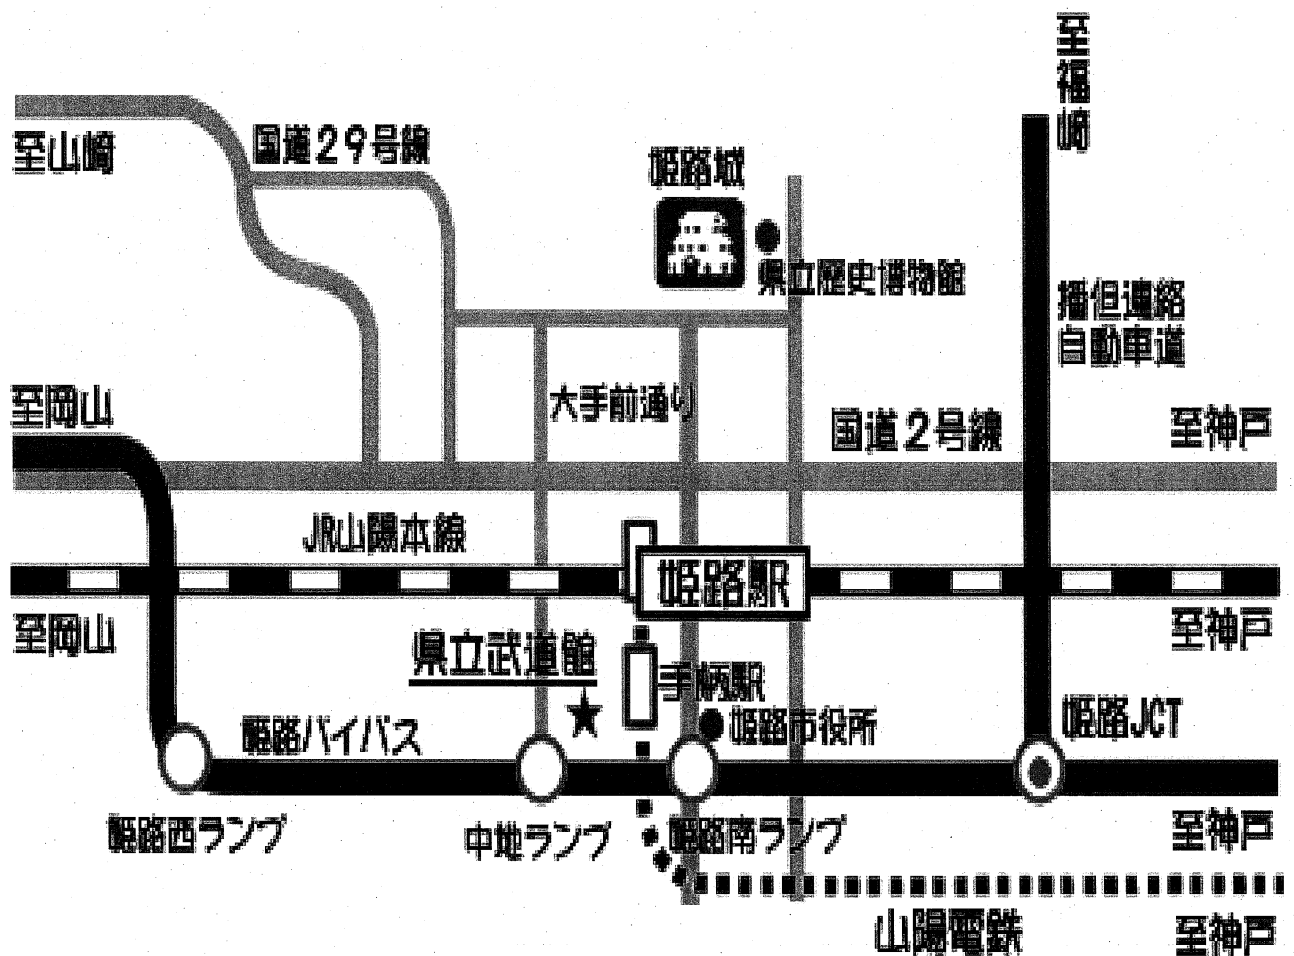 至福崎
至山崎
国道29号線
姫路城
県立歴史博物館
播但連絡
自動車道
至岡山
大手前通り
国道2号線
至神戸
JR山陽本線
姫路駅
至岡山
至神戸
県立武道館
手柄駅
姫路市役所
姫路JCT
姫路バイパス
姫路西ランプ
中地ランプ
姫路南ランプ
至神戸
山陽電鉄
至神戸